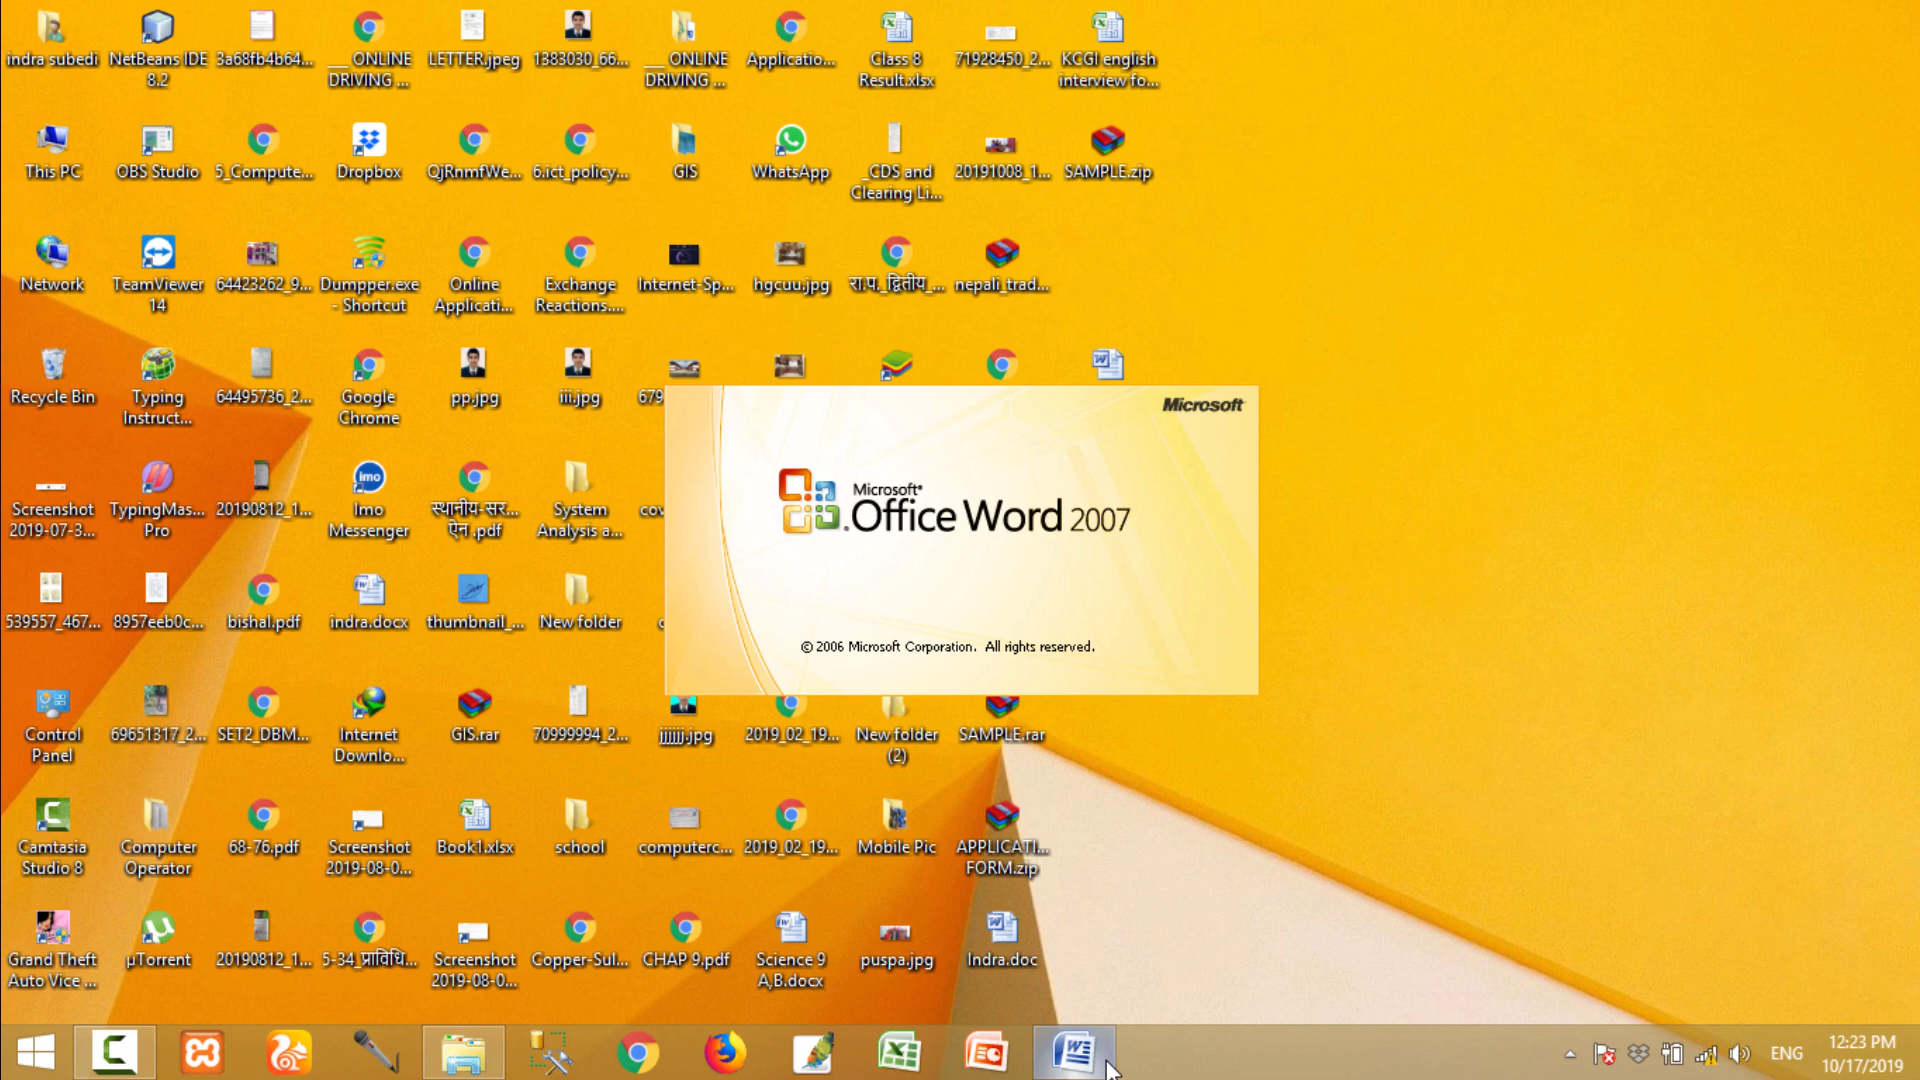 indra subedi
NetBeans IDE
8.2
3a68fb4b64...
___ ONLINE
DRIVING ...
LETTER.jpeg
1383030_66...
___ ONLINE
DRIVING ...
Applicatio...
Class 8
Result.xlsx
71928450_2...
KCGI english
interview fo...
This PC
OBS Studio
5_Compute...
Dropbox
QjRnmfWe...
6.ict_policy...
GIS
WhatsApp
_CDS and
Clearing Li...
20191008_1...
SAMPLE.zip
Network
TeamViewer
14
64423262_9...
Dumpper.exe
- Shortcut
Online
Applicati...
Exchange
Reactions....
Internet-Sp...
hgcuu.jpg
रा.प._द्वितीय_...
nepali_trad...
Recycle Bin
Typing
Instruct...
64495736_2...
Google
Chrome
pp.jpg
iii.jpg
679
Microsoft
Screenshot
2019-07-3...
TypingMas...
Pro
20190812_1...
imo
Imo
Messenger
स्थानीय-सर...
ऐन .pdf
System
Analysis a...
cov
Microsoft®
Office Word 2007
539557_467...
8957eeb0c...
bishal.pdf
indra.docx
thumbnail_...
New folder
© 2006 Microsoft Corporation. All rights reserved.
Control
Panel
69651317_2...
SET2_DBM...
Internet
Downlo...
GIS.rar
70999994_2...
jjjjjj.jpg
2019_02_19...
New folder
(2)
SAMPLE.rar
Camtasia
Studio 8
Computer
Operator
68-76.pdf
Screenshot
2019-08-0...
Book1.xlsx
school
computerc...
2019_02_19...
Mobile Pic
APPLICATI...
FORM.zip
Grand Theft
Auto Vice ...
µTorrent
20190812_1...
5-34_प्राविधि...
Screenshot
2019-08-0...
Copper-Sul...
CHAP 9.pdf
Science 9
A,B.docx
puspa.jpg
Indra.doc
ENG
12:23 PM
10/17/2019